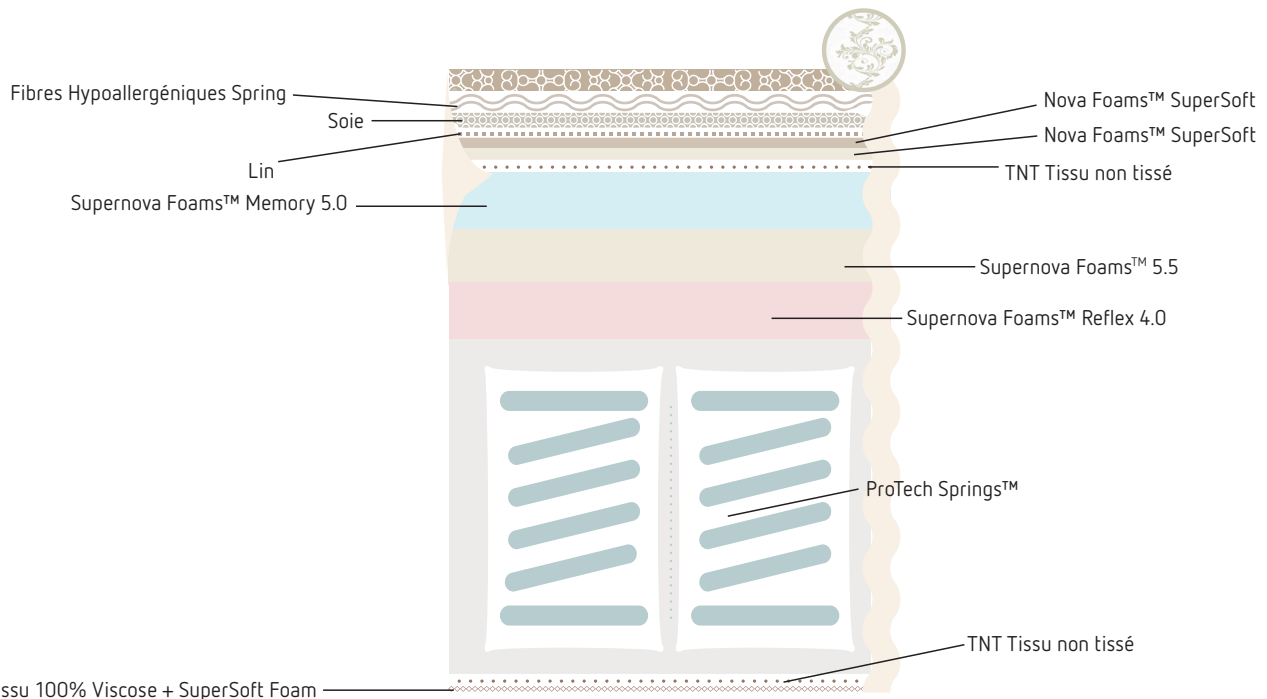 Fibres Hypoallergéniques Spring
Nova Foams™ SuperSoft
Soie
Nova Foams™ SuperSoft
Lin
TNT Tissu non tissé
Supernova Foams™ Memory 5.0
Supernova Foams™ 5.5
Supernova Foams™ Reflex 4.0
ProTech Springs™
TNT Tissu non tissé
ssu 100% Viscose + SuperSoft Foam